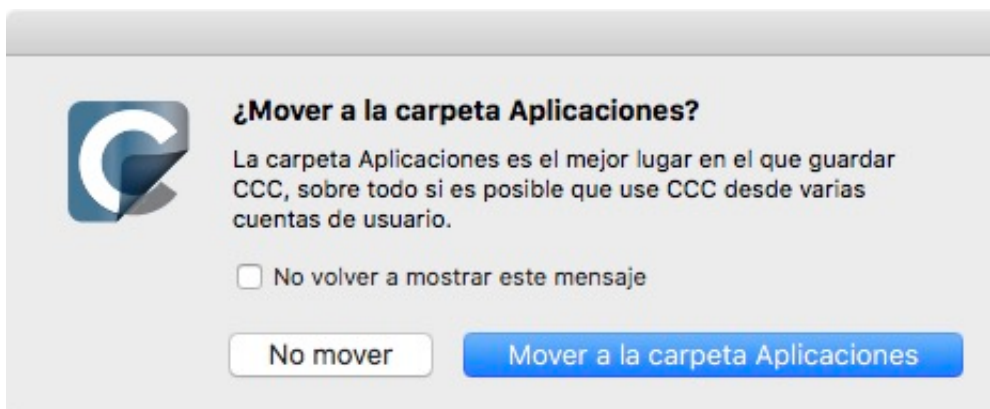 ¿Mover a la carpeta Aplicaciones?
La carpeta Aplicaciones es el mejor lugar en el que guardar
CCC, sobre todo si es posible que use CCC desde varias
cuentas de usuario.
No volver a mostrar este mensaje
No mover
Mover a la carpeta Aplicaciones